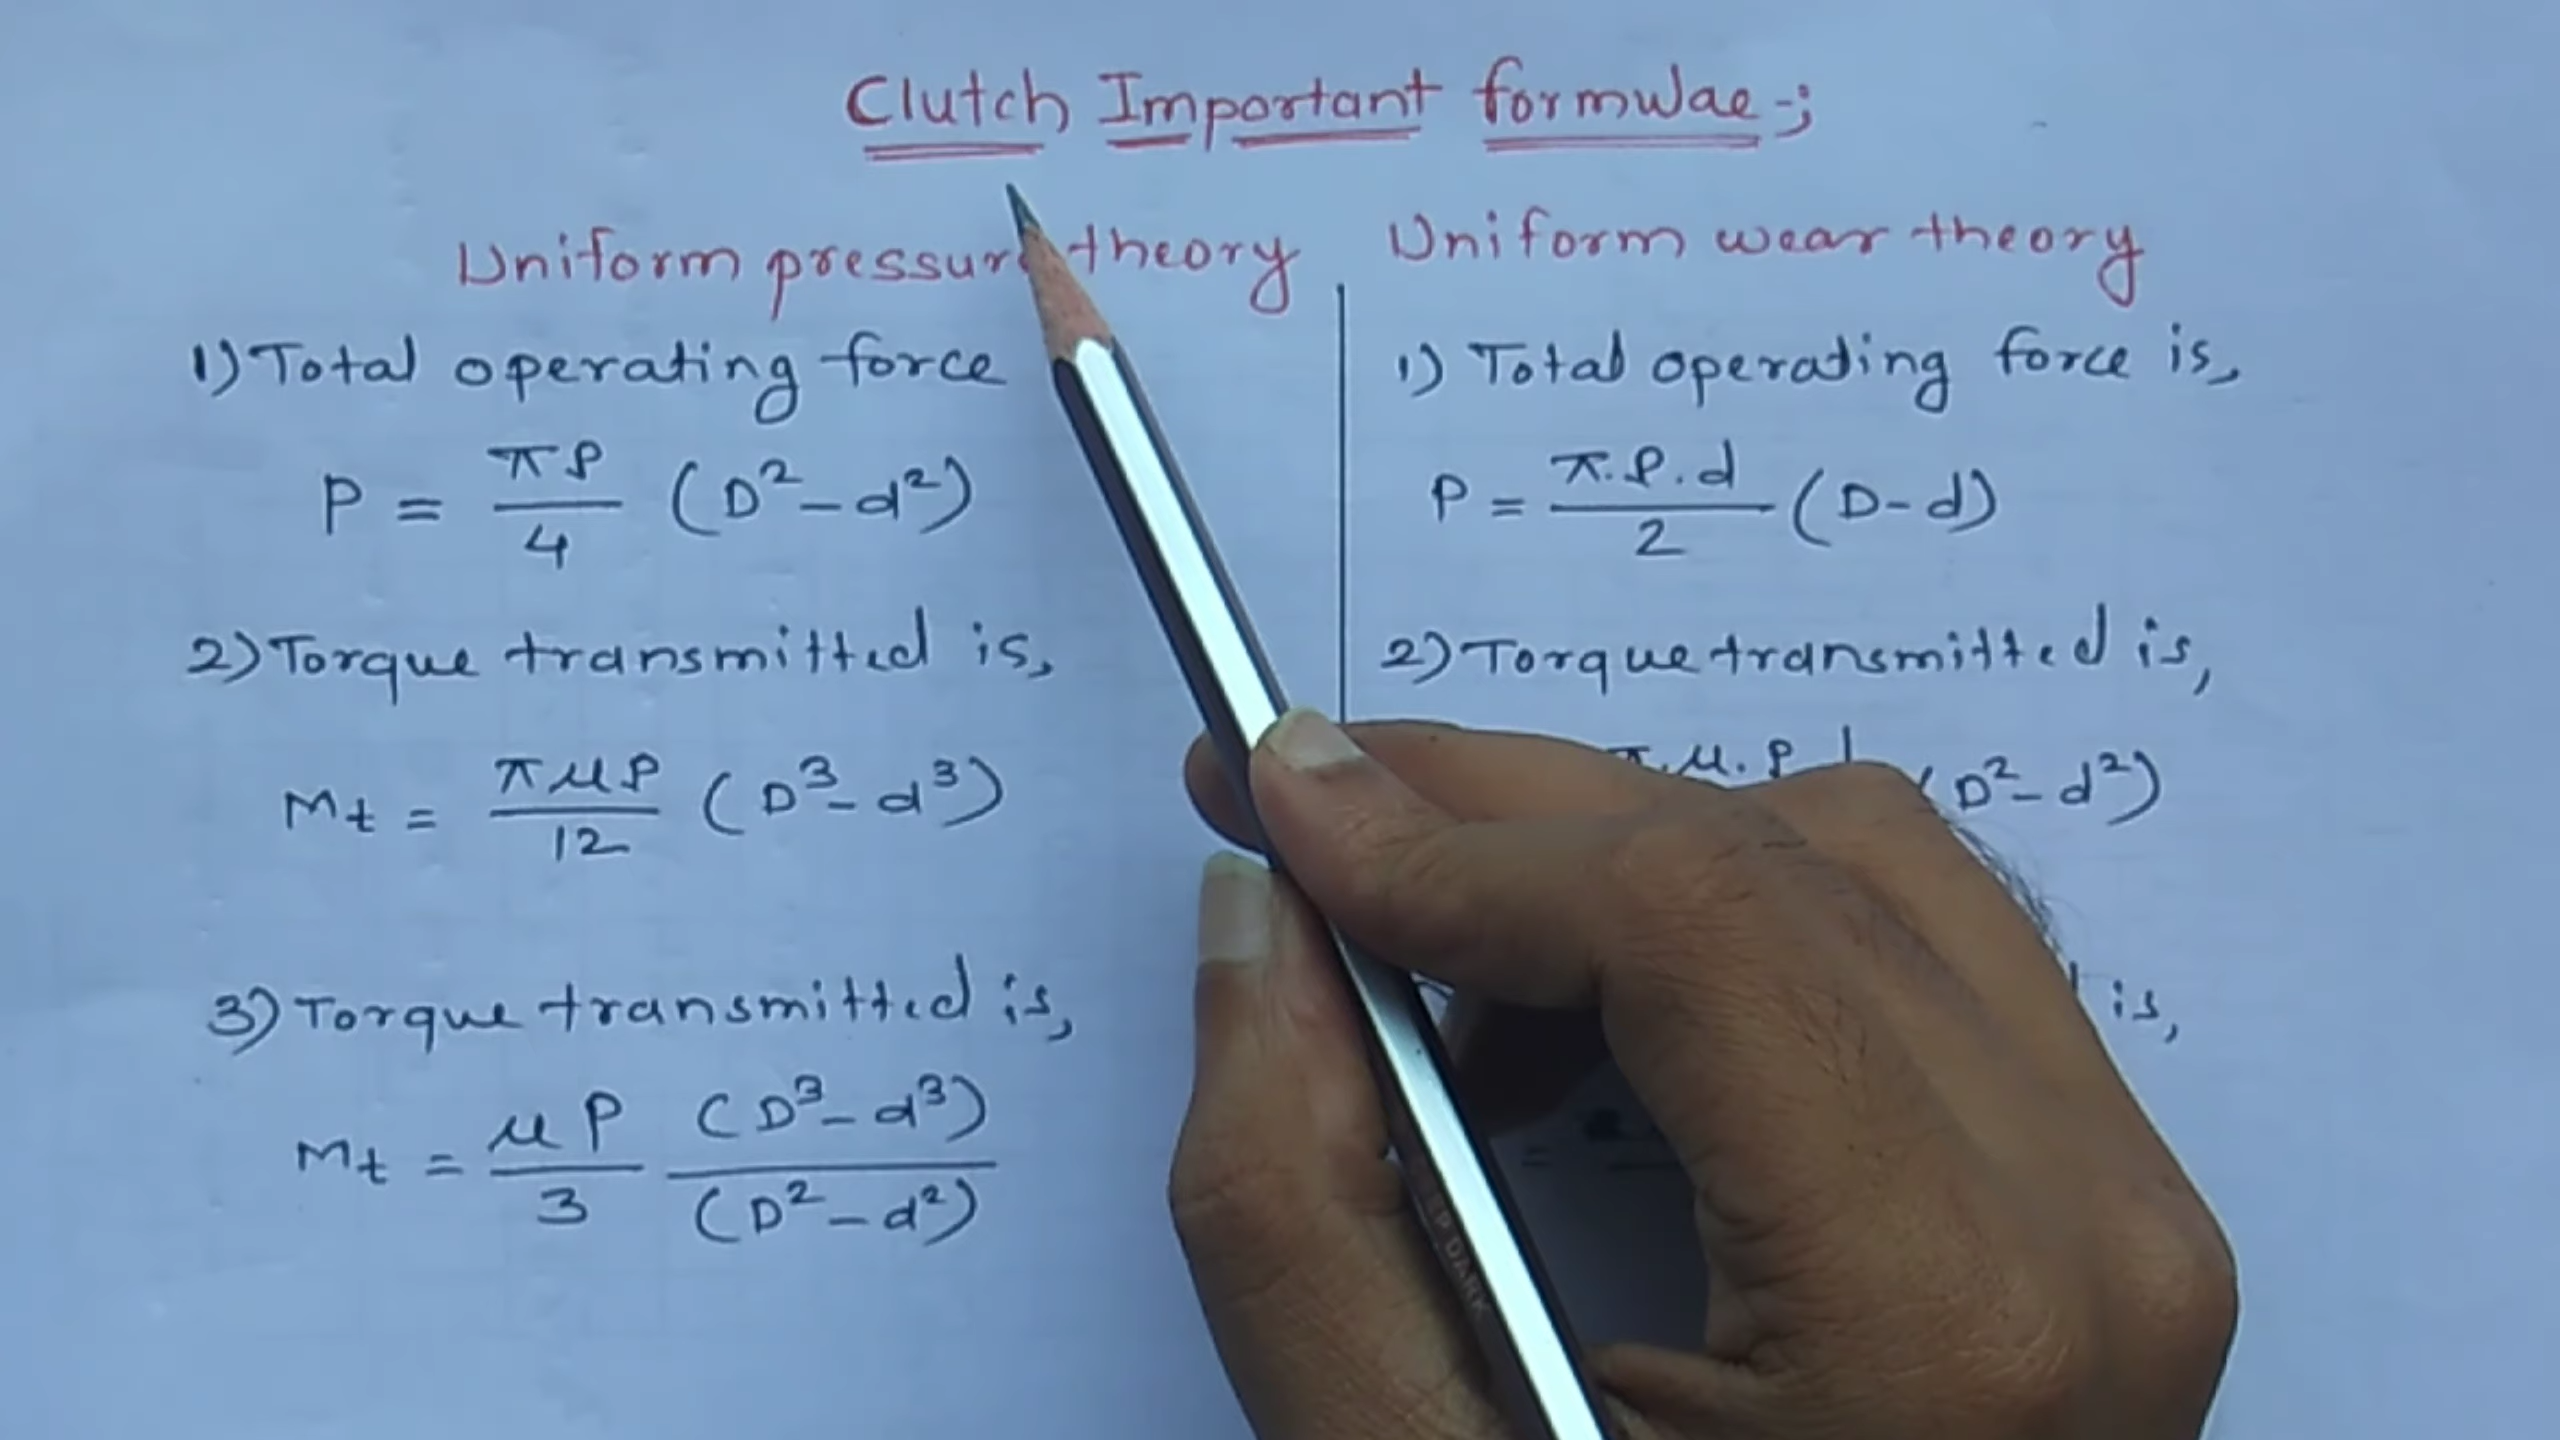 Clutch Important formulae -;
Uniform pressure theory
1) Total operating force
P = πp/4 (D² - d²)
2) Torque transmitted is,
Mt = πμp/12 (D³ - d³)
3) Torque transmitted is,
Mt = μP/3 (D³ - d³)/(D² - d²)
Uniform wear theory
1) Total operating force is,
P = π.p.d/2 (D - d)
2) Torque transmitted is,
π.μ.p (D² - d²)
is,
=
DARK